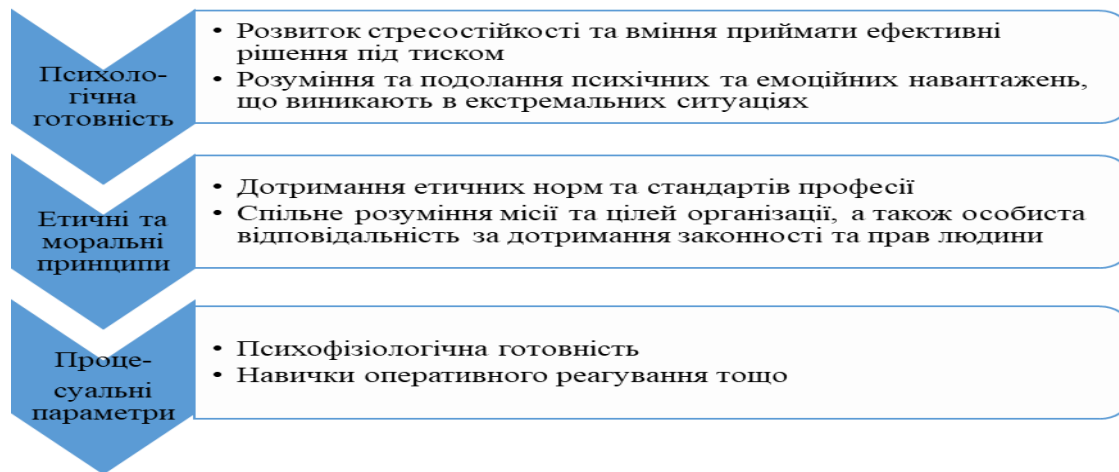 Психоло-
гічна
готовність
• Розвиток стресостійкості та вміння приймати ефективні
рішення під тиском
• Розуміння та подолання психічних та емоційних навантажень,
що виникають в екстремальних ситуаціях
Етичні та
моральні
принципи
• Дотримання етичних норм та стандартів професії
• Спільне розуміння місії та цілей організації, а також особиста
відповідальність за дотримання законності та прав людини
Проце-
суальні
параметри
• Психофізіологічна готовність
• Навички оперативного реагування тощо